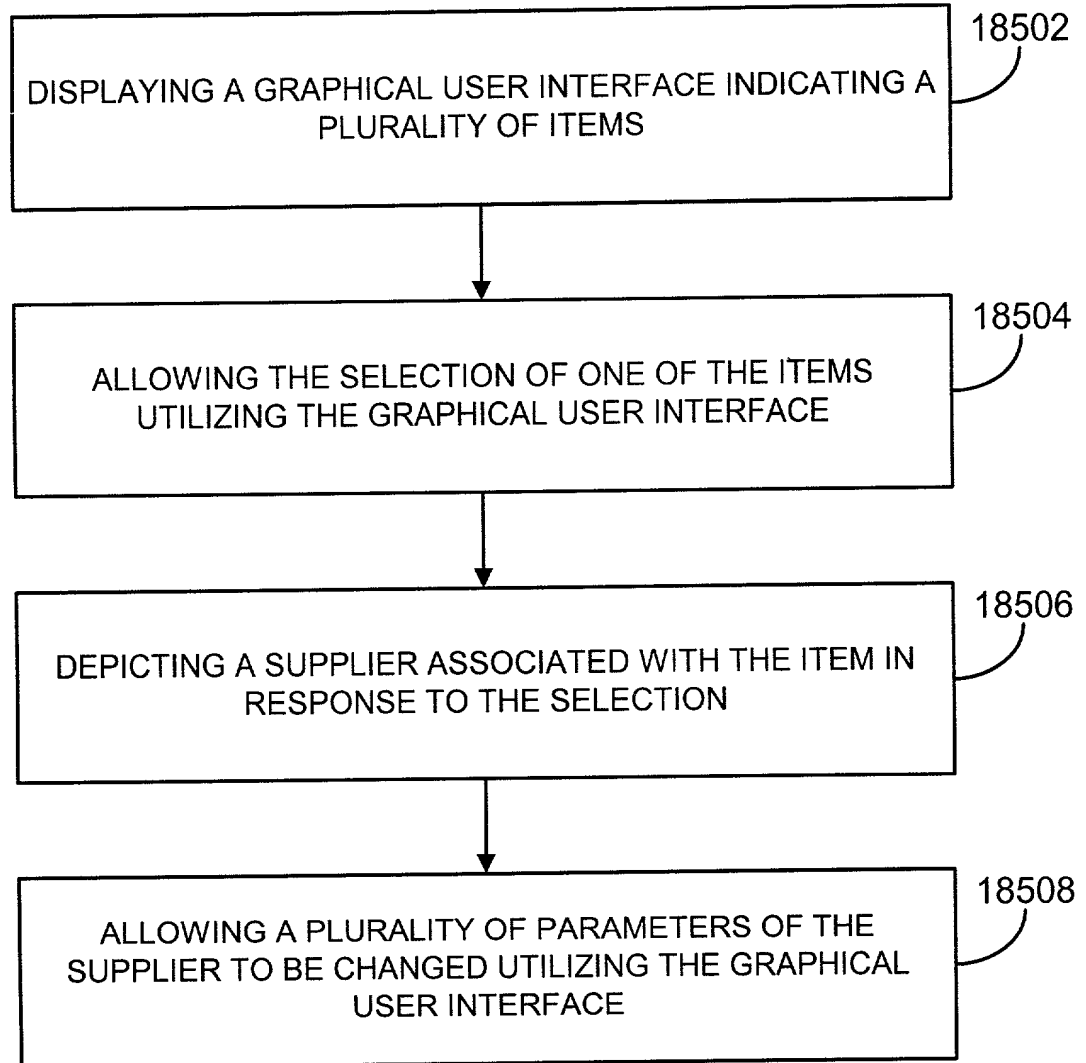 18502
DISPLAYING A GRAPHICAL USER INTERFACE INDICATING A
PLURALITY OF ITEMS
18504
ALLOWING THE SELECTION OF ONE OF THE ITEMS
UTILIZING THE GRAPHICAL USER INTERFACE
18506
DEPICTING A SUPPLIER ASSOCIATED WITH THE ITEM IN
RESPONSE TO THE SELECTION
18508
ALLOWING A PLURALITY OF PARAMETERS OF THE
SUPPLIER TO BE CHANGED UTILIZING THE GRAPHICAL
USER INTERFACE